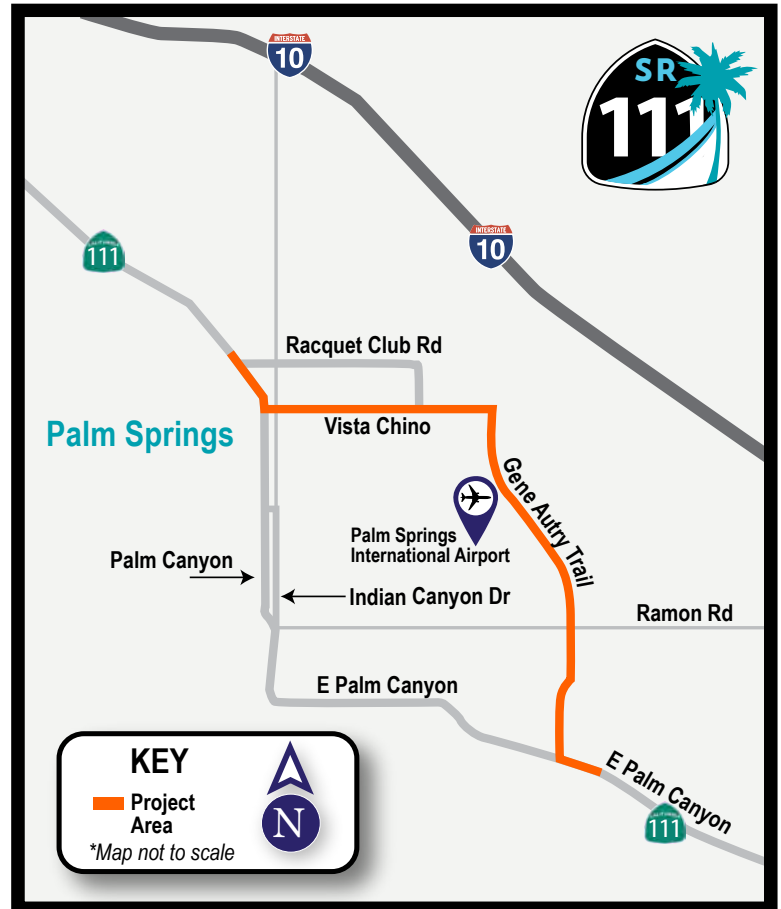 INTERSTATE
10
SR
111
INTERSTATE
10
111
Racquet Club Rd
Vista Chino
Palm Springs
Gene Autry Trail
Palm Springs
International Airport
Palm Canyon
Indian Canyon Dr
Ramon Rd
E Palm Canyon
E Palm Canyon
111
KEY
Project
Area
*Map not to scale
N